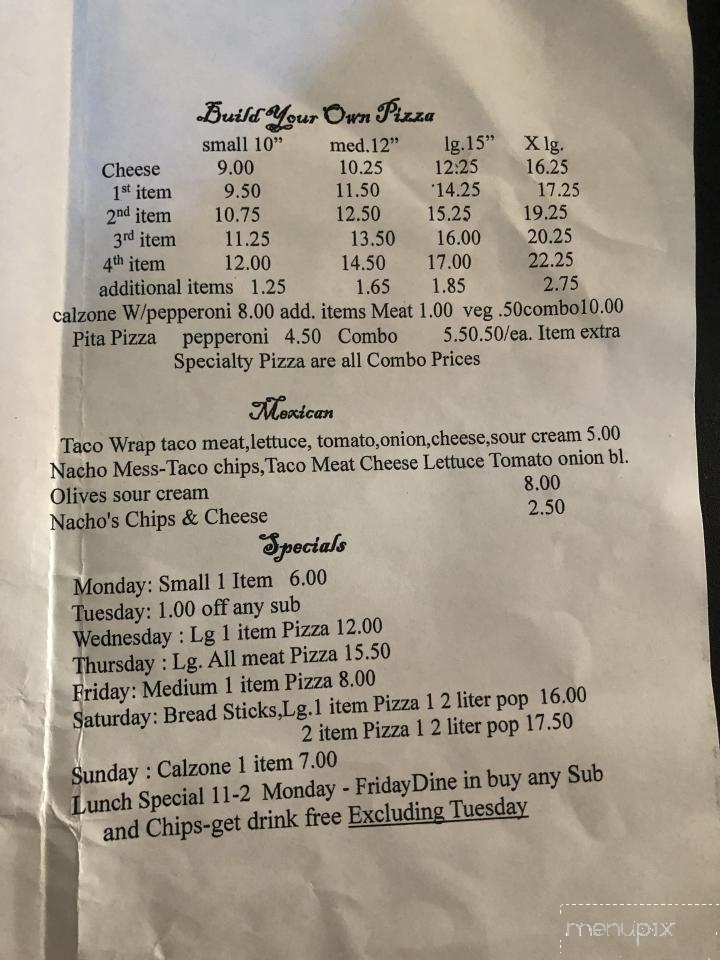 Build Your Own Pizza
small 10” med.12” lg.15” X lg.
Cheese 9.00 10.25 12:25 16.25
1st item 9.50 11.50 14.25 17.25
2nd item 10.75 12.50 15.25 19.25
3rd item 11.25 13.50 16.00 20.25
4th item 12.00 14.50 17.00 22.25
additional items 1.25 1.65 1.85 2.75
calzone W/pepperoni 8.00 add. items Meat 1.00 veg .50combo10.00
Pita Pizza pepperoni 4.50 Combo 5.50.50/ea. Item extra
Specialty Pizza are all Combo Prices
Mexican
Taco Wrap taco meat,lettuce, tomato,onion,cheese,sour cream 5.00
Nacho Mess-Taco chips,Taco Meat Cheese Lettuce Tomato onion bl.
Olives sour cream 8.00
Nacho's Chips & Cheese 2.50
Specials
Monday: Small 1 Item 6.00
Tuesday: 1.00 off any sub
Wednesday : Lg 1 item Pizza 12.00
Thursday : Lg. All meat Pizza 15.50
Friday: Medium 1 item Pizza 8.00
Saturday: Bread Sticks,Lg.1 item Pizza 1 2 liter pop 16.00
2 item Pizza 1 2 liter pop 17.50
Sunday : Calzone 1 item 7.00
Lunch Special 11-2 Monday - FridayDine in buy any Sub
and Chips-get drink free Excluding Tuesday
menupix